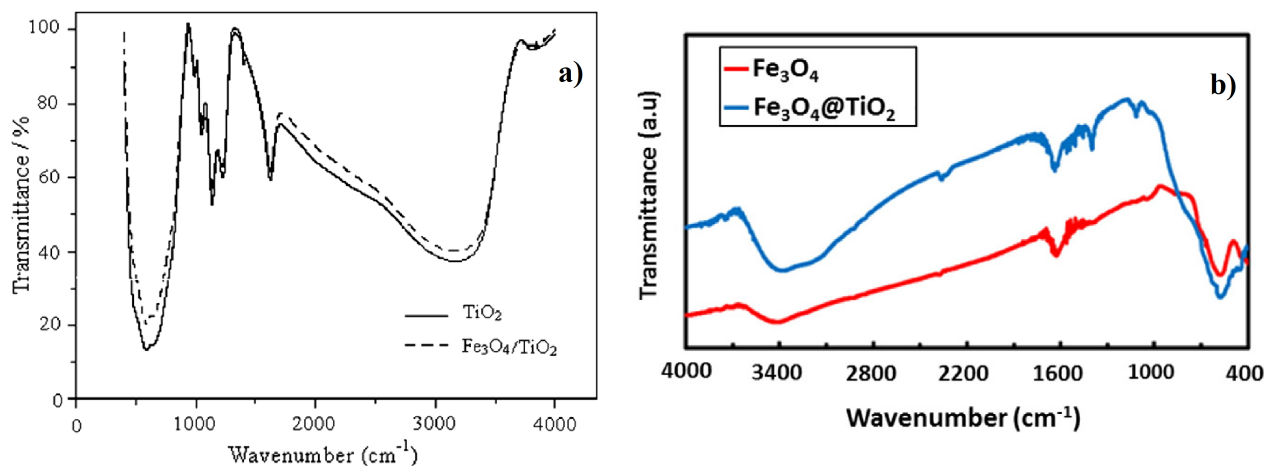 a)
100
80
60
40
20
0
Transmittance / %
TiO₂
Fe₃O₄/TiO₂
0 1000 2000 3000 4000
Wavenumber (cm⁻¹)
b)
Fe₃O₄
Fe₃O₄@TiO₂
Transmittance (a.u)
4000 3400 2800 2200 1600 1000 400
Wavenumber (cm⁻¹)